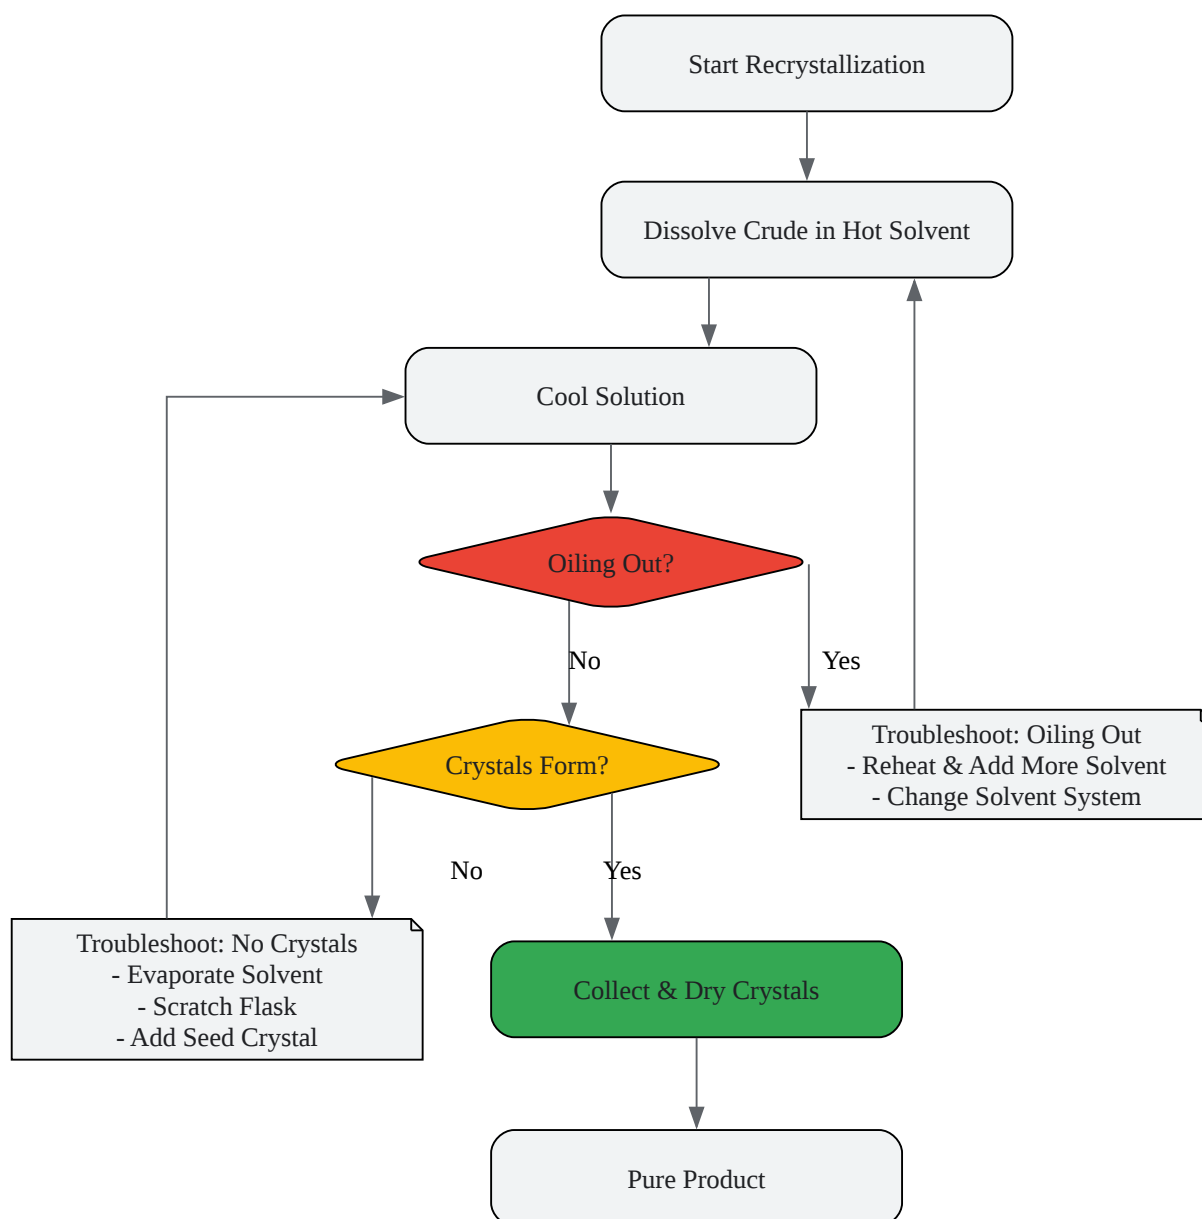 Start Recrystallization
Dissolve Crude in Hot Solvent
Cool Solution
Oiling Out?
No
Yes
Troubleshoot: Oiling Out
- Reheat & Add More Solvent
- Change Solvent System
Crystals Form?
No
Yes
Troubleshoot: No Crystals
- Evaporate Solvent
- Scratch Flask
- Add Seed Crystal
Collect & Dry Crystals
Pure Product